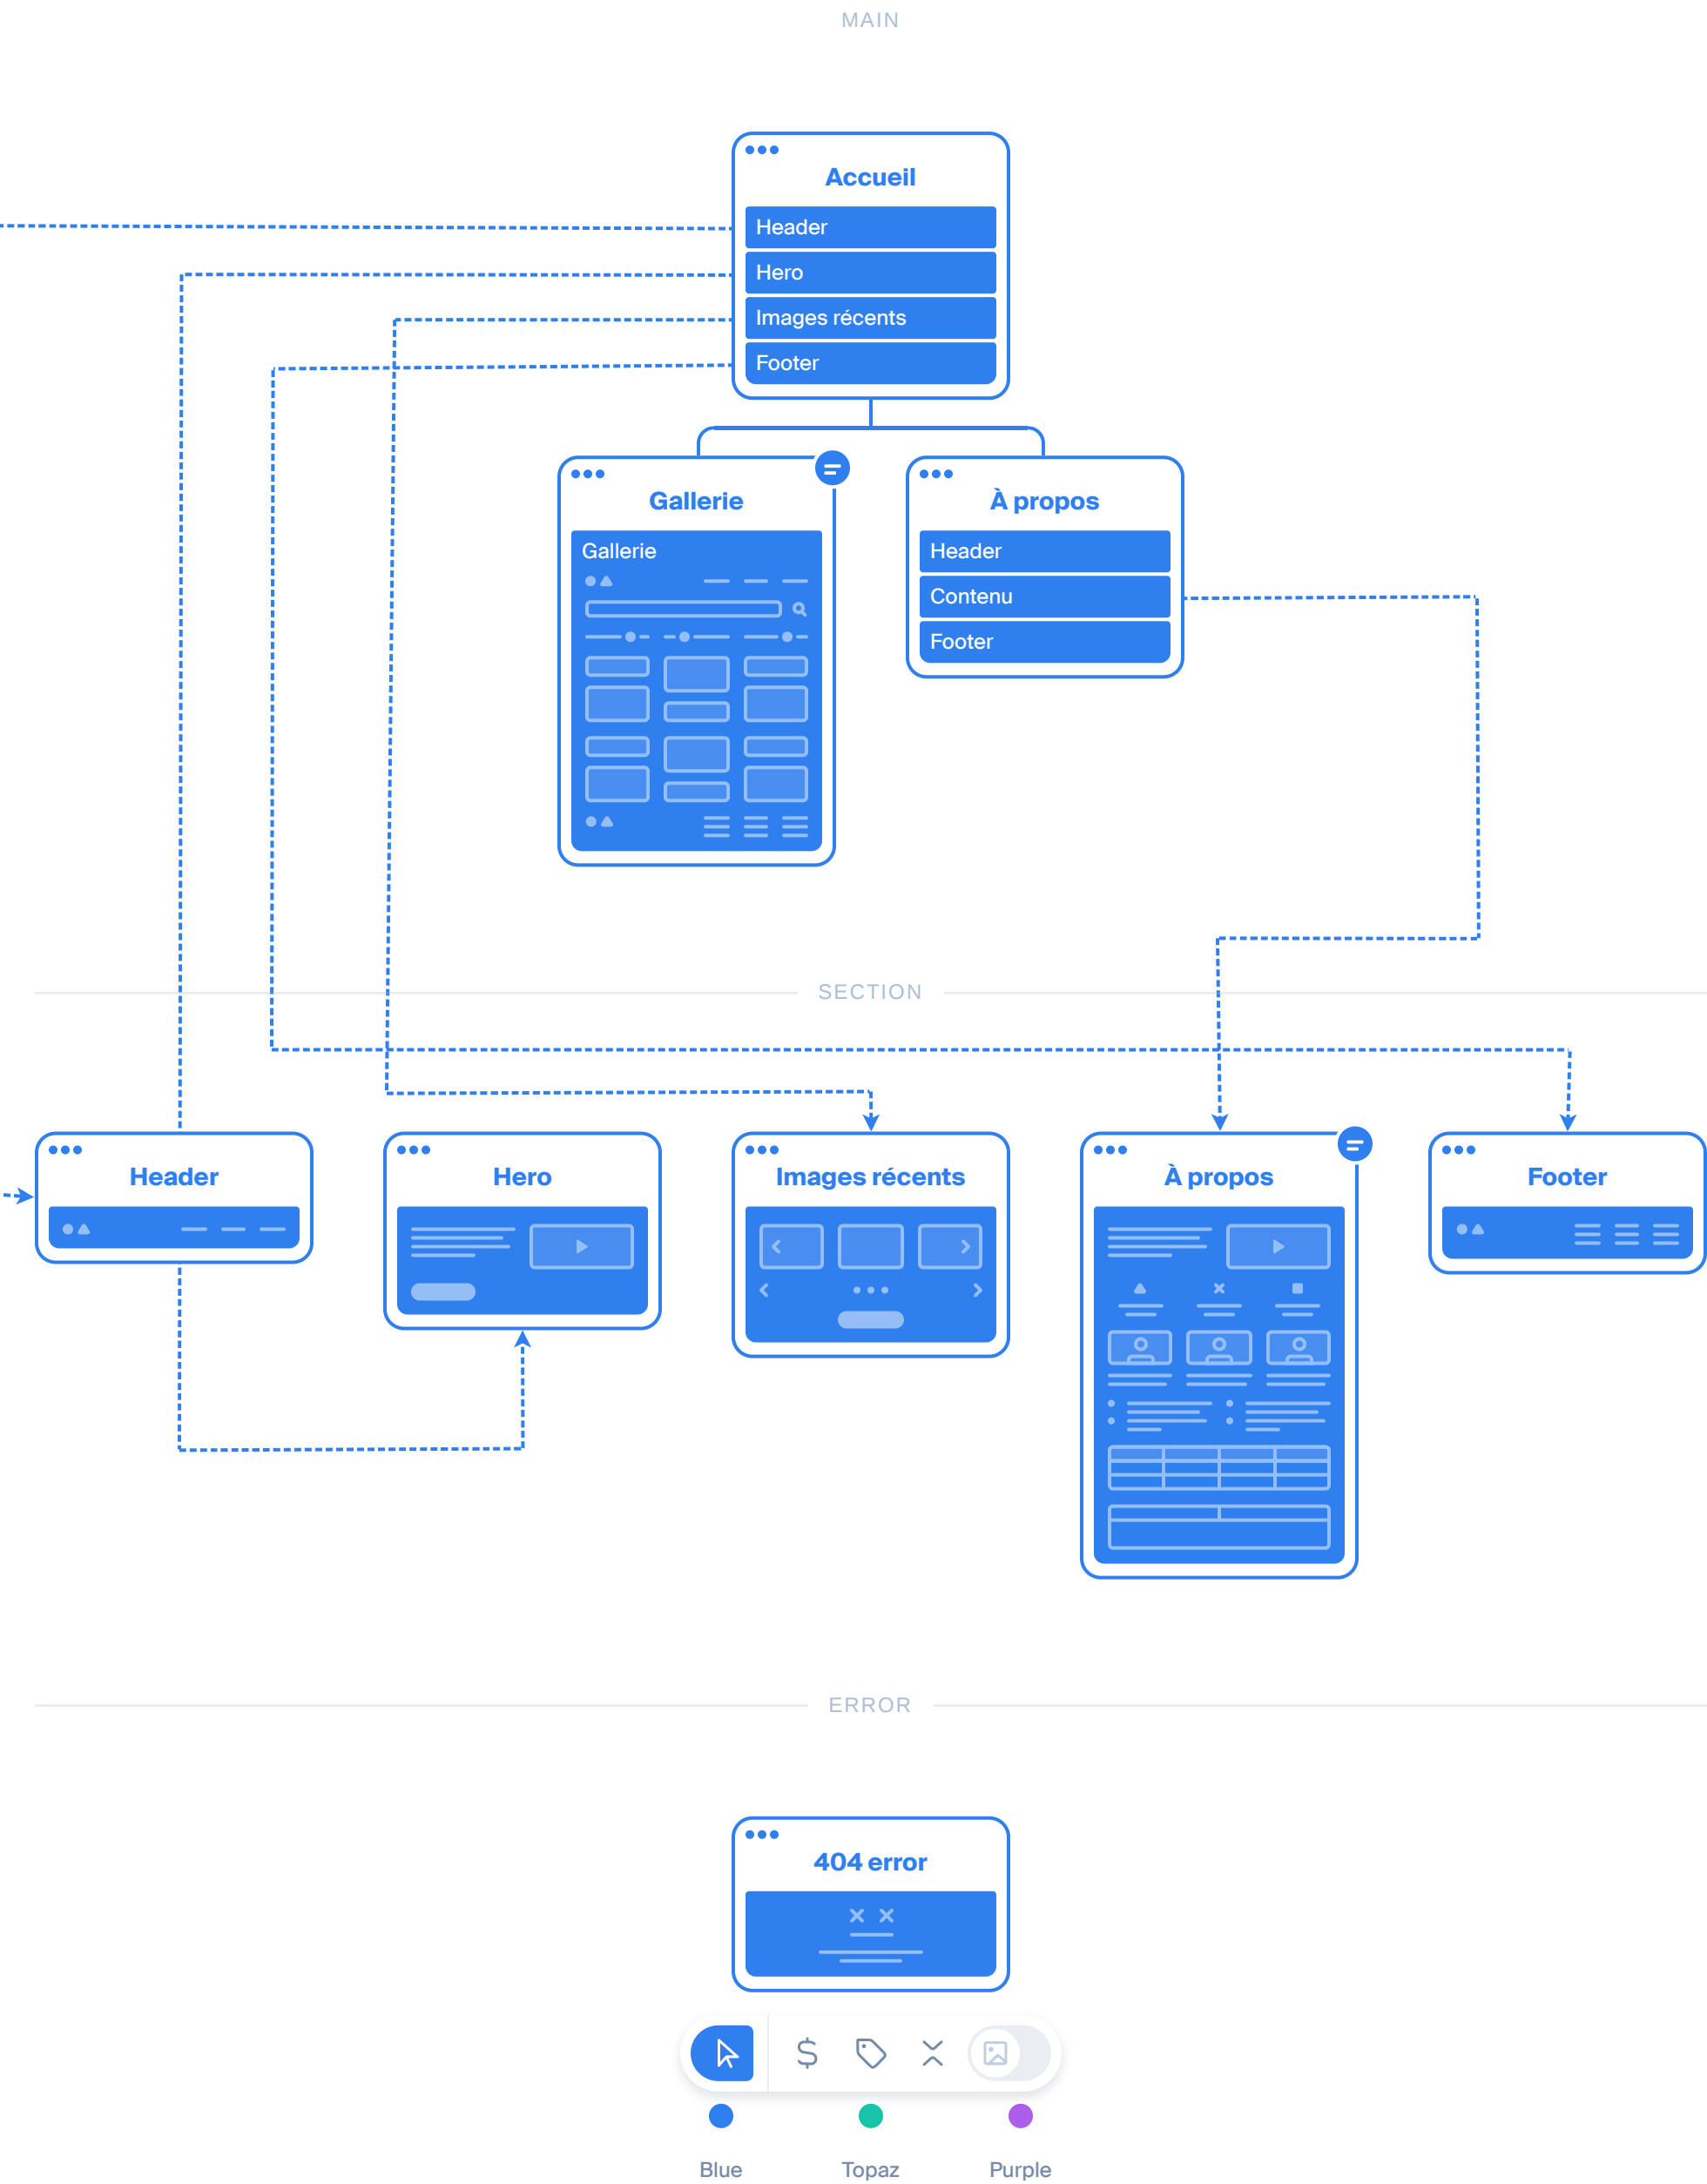 MAIN
Accueil
Header
Hero
Images récents
Footer
Gallerie
Gallerie
À propos
Header
Contenu
Footer
SECTION
Header
Hero
Images récents
À propos
Footer
ERROR
404 error
Blue
Topaz
Purple